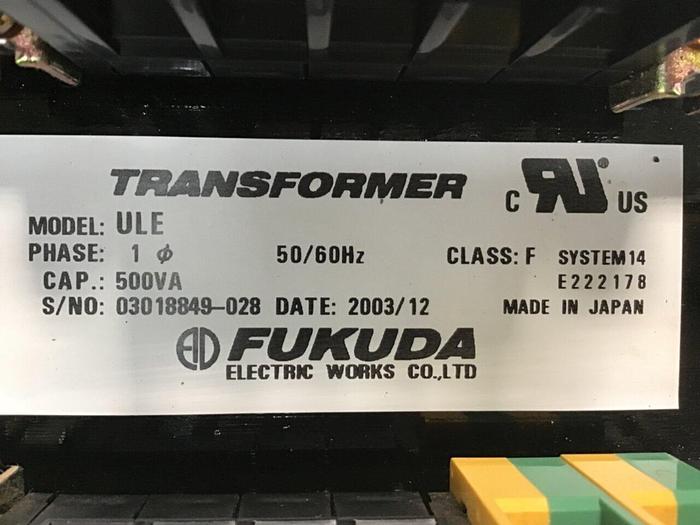 TRANSFORMER
C RU® US
MODEL: ULE
PHASE: 1 ϕ 50/60Hz CLASS: F SYSTEM14
CAP.: 500VA E222178
S/NO: 03018849-028 DATE: 2003/12 MADE IN JAPAN
FUKUDA
ELECTRIC WORKS CO.,LTD